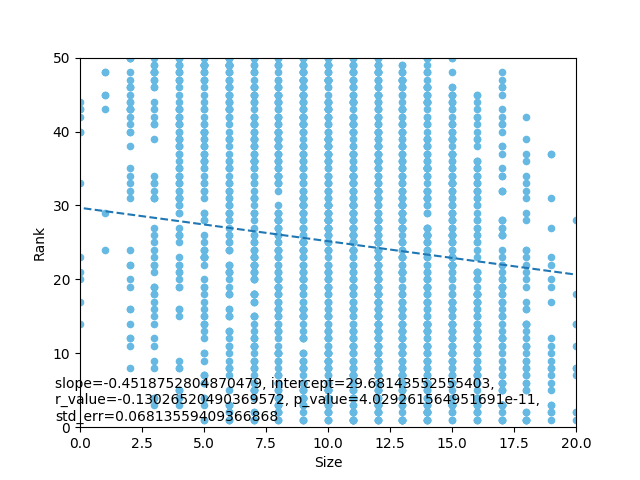 50
40
30
20
10
0
Rank
slope=-0.4518752804870479, intercept=29.68143552555403,
r_value=-0.13026520490369572, p_value=4.029261564951691e-11,
std_err=0.06813559409366868
0.0 2.5 5.0 7.5 10.0 12.5 15.0 17.5 20.0
Size